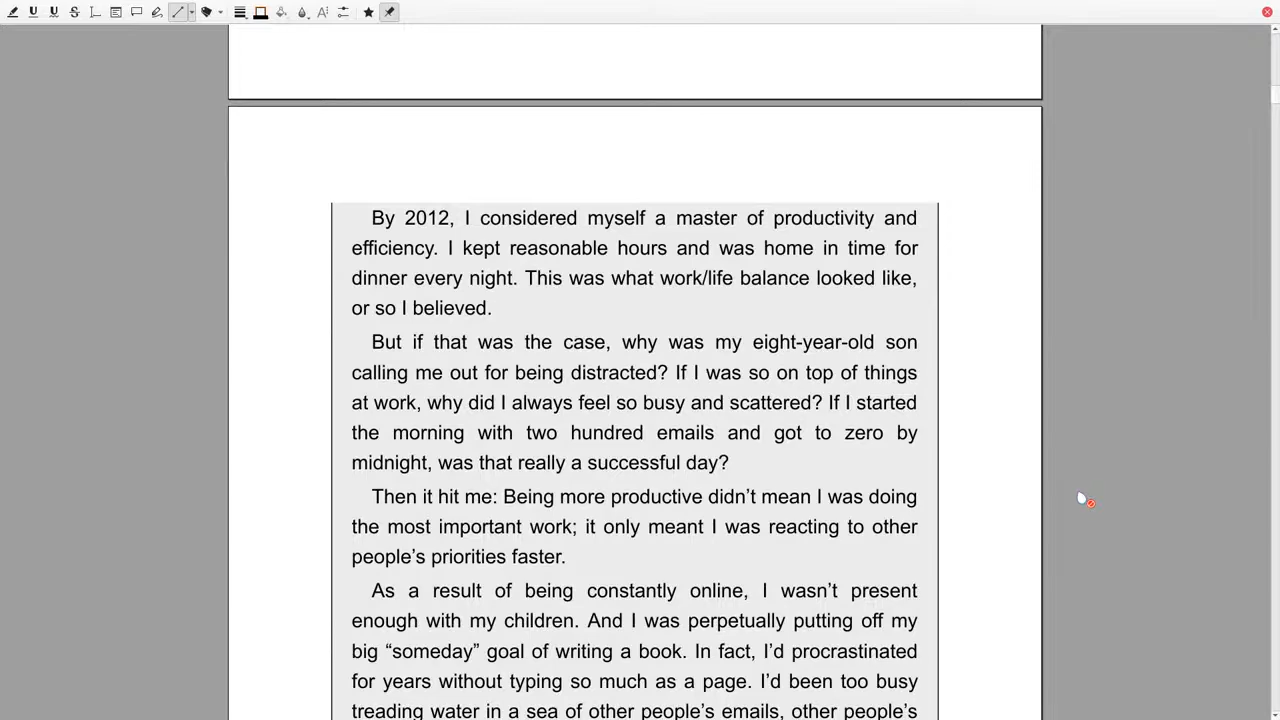 By 2012, I considered myself a master of productivity and
efficiency. I kept reasonable hours and was home in time for
dinner every night. This was what work/life balance looked like,
or so I believed.
But if that was the case, why was my eight-year-old son
calling me out for being distracted? If I was so on top of things
at work, why did I always feel so busy and scattered? If I started
the morning with two hundred emails and got to zero by
midnight, was that really a successful day?
Then it hit me: Being more productive didn’t mean I was doing
the most important work; it only meant I was reacting to other
people’s priorities faster.
As a result of being constantly online, I wasn’t present
enough with my children. And I was perpetually putting off my
big “someday” goal of writing a book. In fact, I’d procrastinated
for years without typing so much as a page. I’d been too busy
treading water in a sea of other people’s emails, other people’s